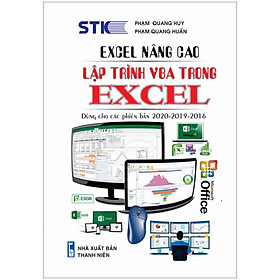 STK
PHẠM QUANG HUY
PHẠM QUANG HUẤN
EXCEL NÂNG CAO
LẬP TRÌNH VBA TRONG
EXCEL
Dùng cho các phiên bản 2020-2019-2016
Microsoft
Office
NHÀ XUẤT BẢN
THANH NIÊN